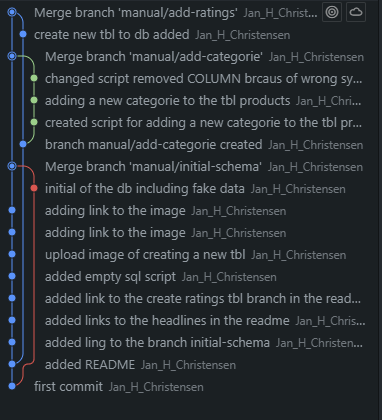 Merge branch 'manual/add-ratings' Jan_H_Christ...
create new tbl to db added Jan_H_Christensen
Merge branch 'manual/add-categorie' Jan_H_Christensen
changed script removed COLUMN brcaus of wrong sy...
adding a new categorie to the tbl products Jan_H_Chri...
created script for adding a new categorie to the tbl pr...
branch manual/add-categorie created Jan_H_Christensen
Merge branch 'manual/initial-schema' Jan_H_Christensen
initial of the db including fake data Jan_H_Christensen
adding link to the image Jan_H_Christensen
adding link to the image Jan_H_Christensen
upload image of creating a new tbl Jan_H_Christensen
added empty sql script Jan_H_Christensen
added link to the create ratings tbl branch in the read...
added links to the headlines in the readme Jan_H_Chris...
added ling to the branch initial-schema Jan_H_Christen...
added README Jan_H_Christensen
first commit Jan_H_Christensen